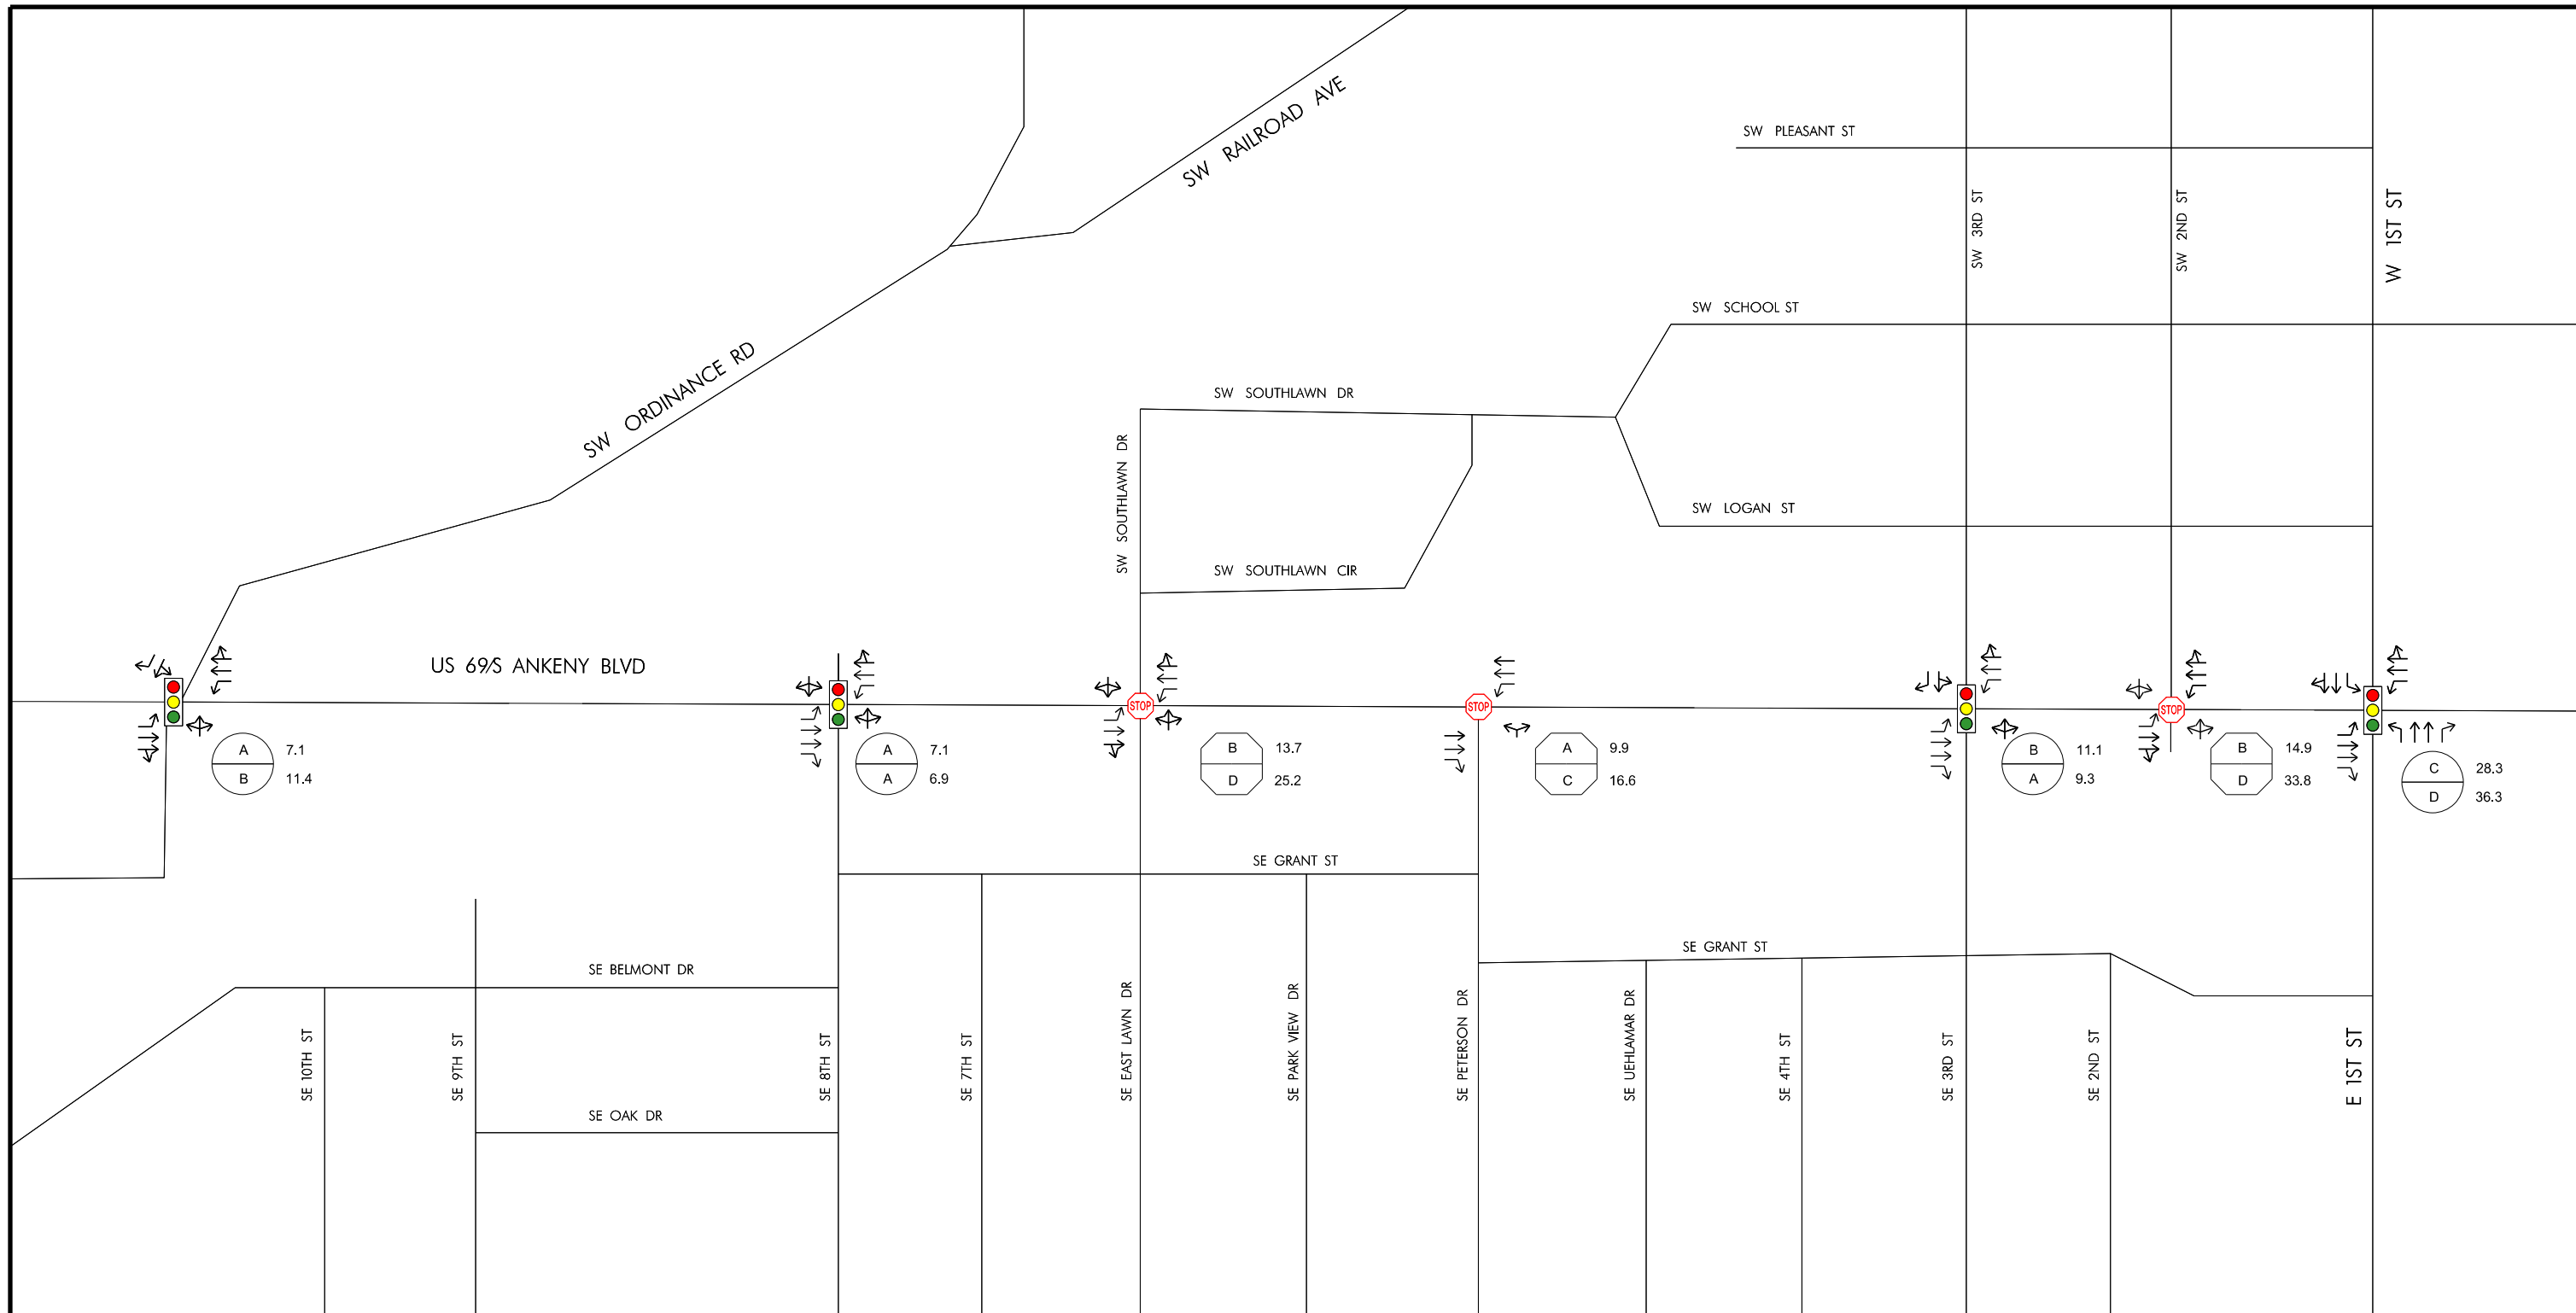 SW RAILROAD AVE
SW PLEASANT ST
SW 3RD ST
SW 2ND ST
W 1ST ST
SW SCHOOL ST
SW ORDINANCE RD
SW SOUTHLAWN DR
SW SOUTHLAWN DR
SW LOGAN ST
SW SOUTHLAWN CIR
US 69/S ANKENY BLVD
STOP
STOP
STOP
A 7.1
B 11.4
A 7.1
A 6.9
B 13.7
D 25.2
A 9.9
C 16.6
B 11.1
A 9.3
B 14.9
D 33.8
C 28.3
D 36.3
SE GRANT ST
SE GRANT ST
SE BELMONT DR
SE 10TH ST
SE 9TH ST
SE 8TH ST
SE 7TH ST
SE EAST LAWN DR
SE PARK VIEW DR
SE PETERSON DR
SE UEHLAMAR DR
SE 4TH ST
SE 3RD ST
SE 2ND ST
E 1ST ST
SE OAK DR